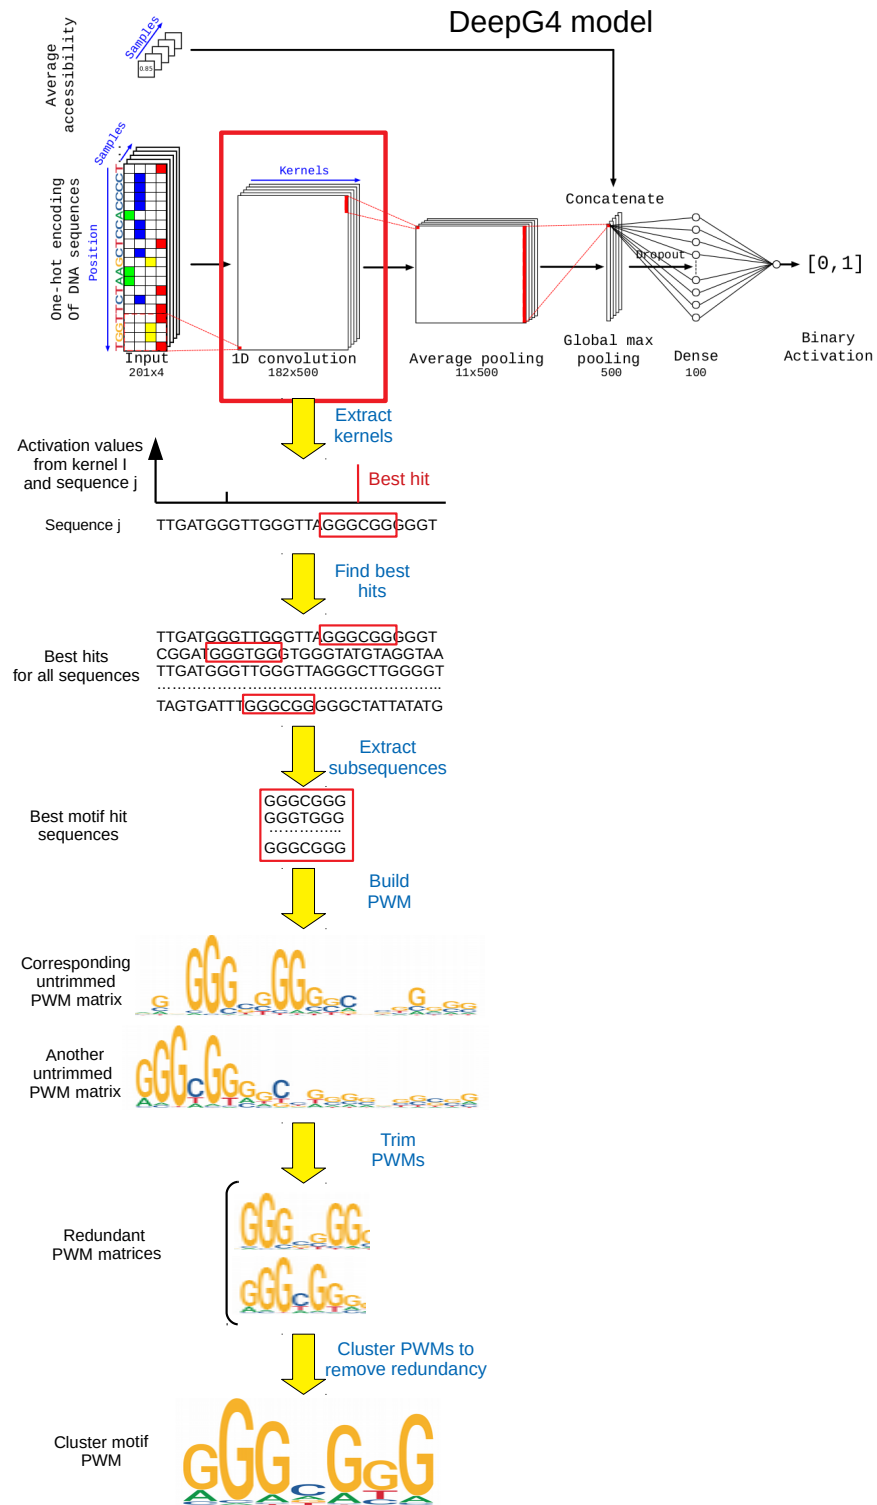 DeepG4 model
Average
accessibility
Samples
0.85
One-hot encoding
Of DNA sequences
Samples
Position
TCCCCACCTCGAATCTTGGT
Input
201x4
Kernels
1D convolution
182x500
Average pooling
11x500
Concatenate
Global max
pooling
500
Dropout
Dense
100
[0,1]
Binary
Activation
Extract
kernels
Activation values
from kernel I
and sequence j
Best hit
Sequence j
TTGATGGGTTGGGTTAGGGCGGGGGT
Find best
hits
Best hits
for all sequences
TTGATGGGTTGGGTTAGGGCGGGGGT
CGGATGGGTGGGTGGGTATGTAGGTAA
TTGATGGGTTGGGTTAGGGCTTGGGGT
…………………………………………………...
TAGTGATTTGGGCGGGGGCTATTATATG
Extract
subsequences
Best motif hit
sequences
GGGCGGG
GGGTGGG
…………...
GGGCGGG
Build
PWM
Corresponding
untrimmed
PWM matrix
Another
untrimmed
PWM matrix
Trim
PWMs
Redundant
PWM matrices
Cluster PWMs to
remove redundancy
Cluster motif
PWM